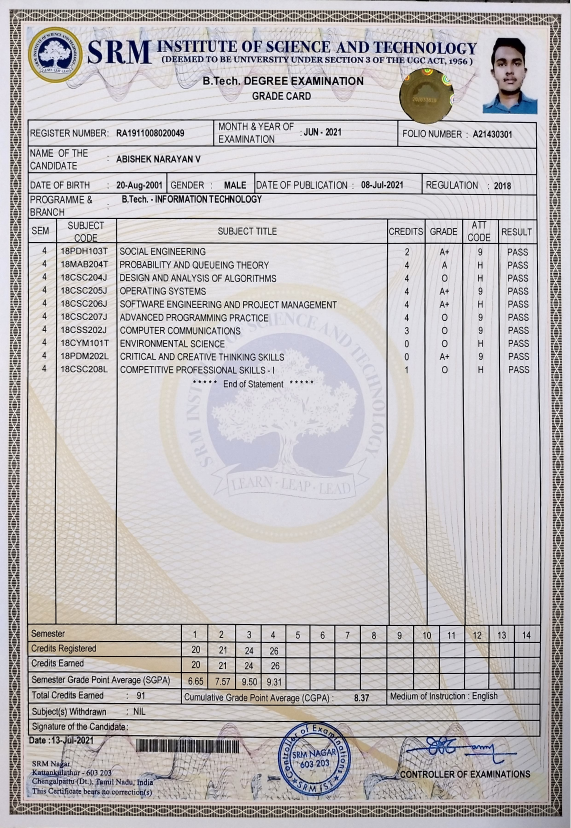 SRM INSTITUTE OF SCIENCE AND TECHNOLOGY
(DEEMED TO BE UNIVERSITY UNDER SECTION 3 OF THE UGC ACT, 1956 )
B.Tech. DEGREE EXAMINATION
GRADE CARD
REGISTER NUMBER: RA1911008020049 MONTH & YEAR OF EXAMINATION : JUN - 2021 FOLIO NUMBER : A21430301
NAME OF THE CANDIDATE : ABISHEK NARAYAN V
DATE OF BIRTH : 20-Aug-2001 GENDER : MALE DATE OF PUBLICATION : 08-Jul-2021 REGULATION : 2018
PROGRAMME & BRANCH : B.Tech. - INFORMATION TECHNOLOGY
SEM SUBJECT CODE SUBJECT TITLE CREDITS GRADE ATT CODE RESULT
4 18PDH103T SOCIAL ENGINEERING 2 A+ 9 PASS
4 18MAB204T PROBABILITY AND QUEUEING THEORY 4 A H PASS
4 18CSC204J DESIGN AND ANALYSIS OF ALGORITHMS 4 O H PASS
4 18CSC205J OPERATING SYSTEMS 4 A+ 9 PASS
4 18CSC206J SOFTWARE ENGINEERING AND PROJECT MANAGEMENT 4 A+ H PASS
4 18CSC207J ADVANCED PROGRAMMING PRACTICE 4 O 9 PASS
4 18CSS202J COMPUTER COMMUNICATIONS 3 O 9 PASS
4 18CYM101T ENVIRONMENTAL SCIENCE 0 O H PASS
4 18PDM202L CRITICAL AND CREATIVE THINKING SKILLS 0 A+ 9 PASS
4 18CSC208L COMPETITIVE PROFESSIONAL SKILLS - I 1 O H PASS
***** End of Statement *****
SRM INSTITUTE OF SCIENCE AND TECHNOLOGY
LEARN - LEAP - LEAD
Semester 1 2 3 4 5 6 7 8 9 10 11 12 13 14
Credits Registered 20 21 24 26
Credits Earned 20 21 24 26
Semester Grade Point Average (SGPA) 6.65 7.57 9.50 9.31
Total Credits Earned : 91 Cumulative Grade Point Average (CGPA) : 8.37 Medium of Instruction : English
Subject(s) Withdrawn : NIL
Signature of the Candidate:
Date :13-Jul-2021
SRM Nagar
Kattankulathur - 603 203
Chengalpattu (Dt.), Tamil Nadu, India
This Certificate bears no correction(s)
Controller of Examinations
SRM NAGAR
603-203
SRM IST
CONTROLLER OF EXAMINATIONS